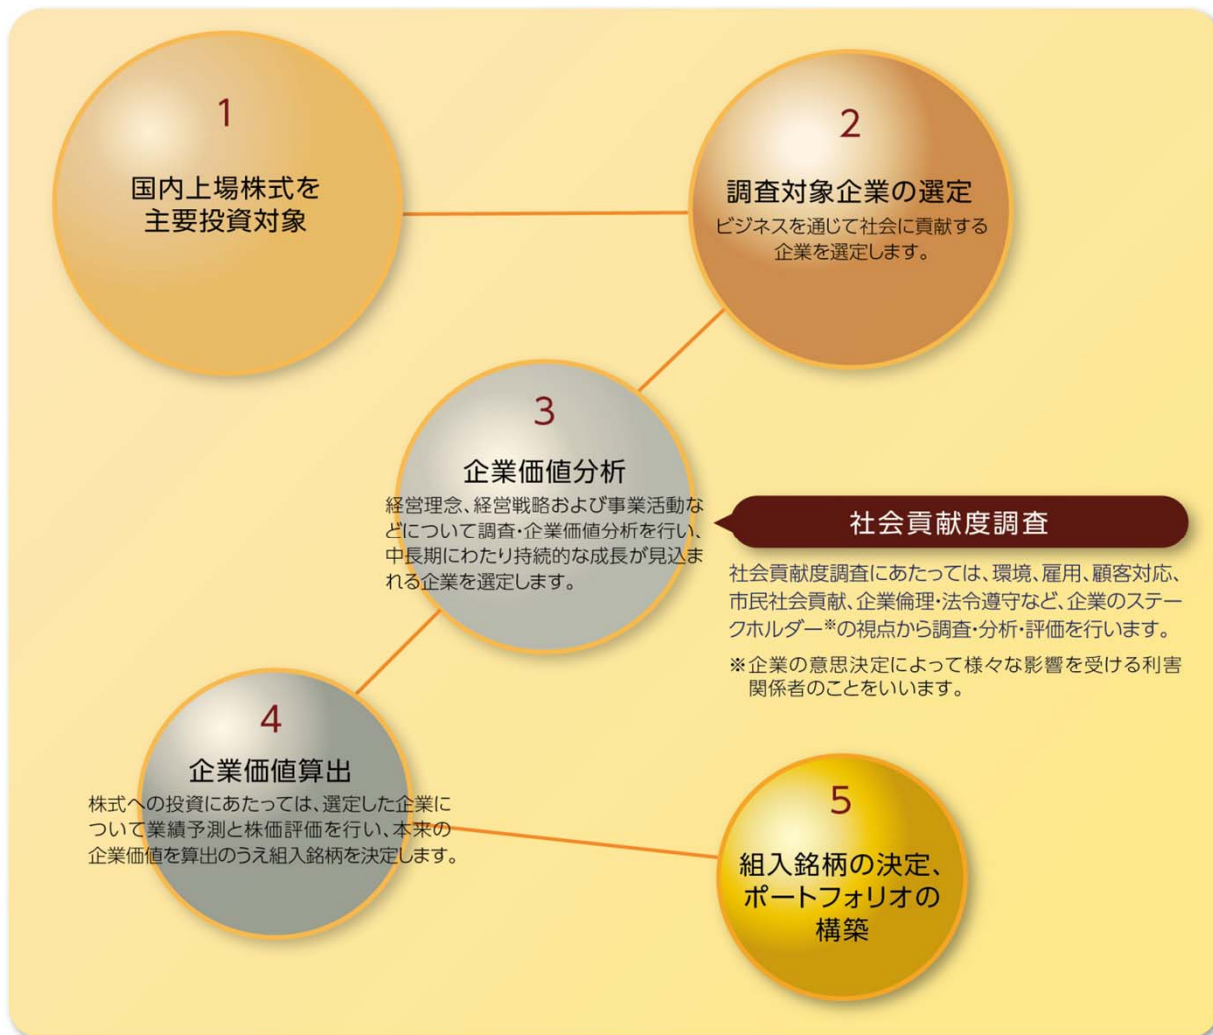 1
国内上場株式を
主要投資対象
2
調査対象企業の選定
ビジネスを通じて社会に貢献する
企業を選定します。
3
企業価値分析
経営理念、経営戦略および事業活動な
どについて調査・企業価値分析を行い、
中長期にわたり持続的な成長が見込ま
れる企業を選定します。
社会貢献度調査
社会貢献度調査にあたっては、環境、雇用、顧客対応、
市民社会貢献、企業倫理・法令遵守など、企業のステー
クホルダー※の視点から調査・分析・評価を行います。
※企業の意思決定によって様々な影響を受ける利害
関係者のことをいいます。
4
企業価値算出
株式への投資にあたっては、選定した企業に
ついて業績予測と株価評価を行い、本来の
企業価値を算出のうえ組入銘柄を決定します。
5
組入銘柄の決定、
ポートフォリオの
構築